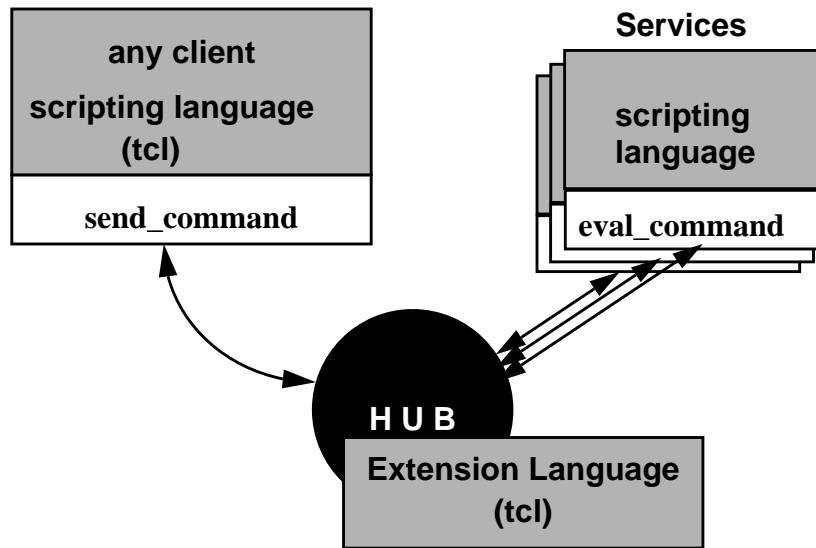 any client
scripting language
(tcl)
send_command
Services
scripting
language
eval_command
H U B
Extension Language
(tcl)